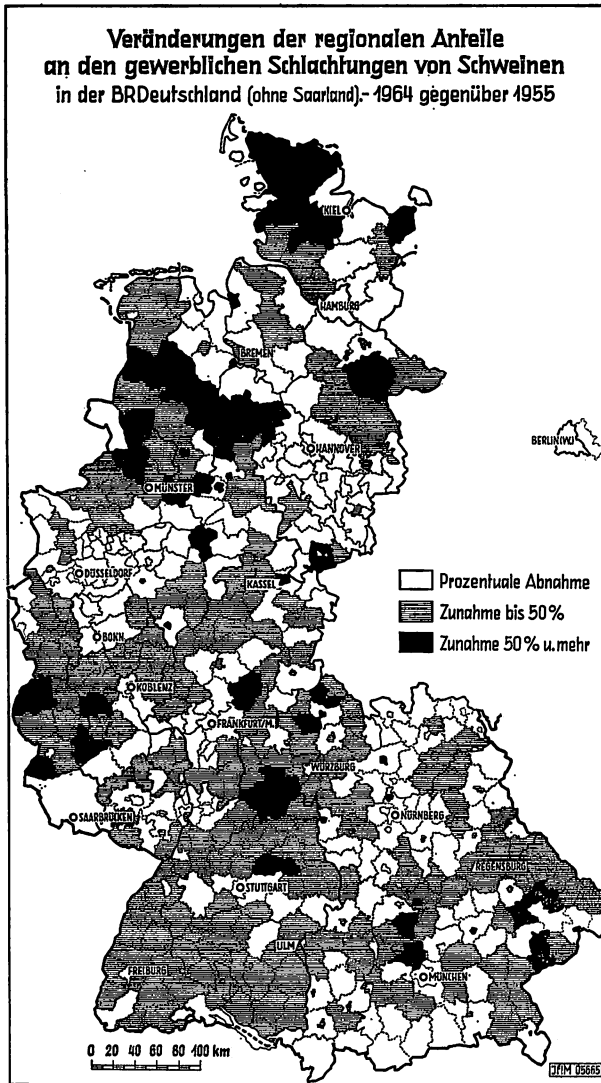 Veränderungen der regionalen Anteile
an den gewerblichen Schlachtungen von Schweinen
in der BRDeutschland (ohne Saarland).- 1964 gegenüber 1955
KIEL
HAMBURG
BREMEN
BERLIN(W)
HANNOVER
MÜNSTER
DÜSSELDORF
KASSEL
Prozentuale Abnahme
Zunahme bis 50%
Zunahme 50% u. mehr
BONN
KOBLENZ
FRANKFURT/M.
WÜRZBURG
SAARBRÜCKEN
NÜRNBERG
REGENSBURG
STUTTGART
ULM
FREIBURG
MÜNCHEN
0 20 40 60 80 100 km
JffM 05665